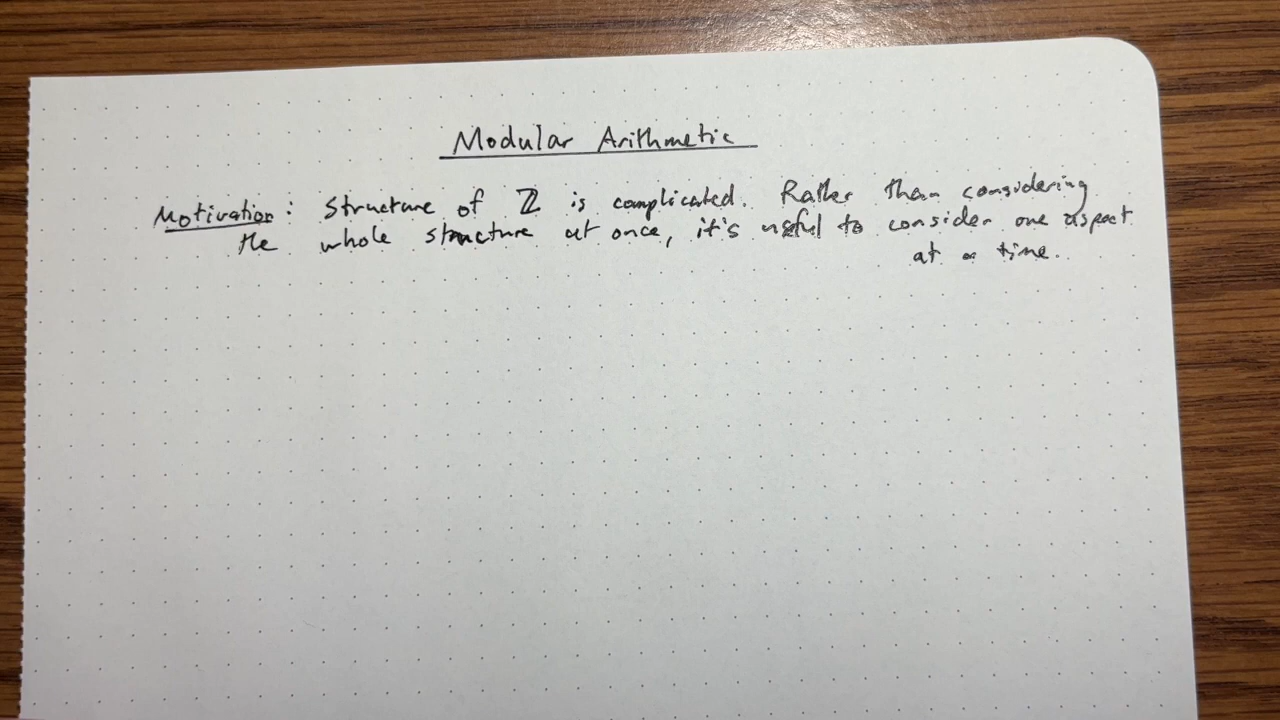 Modular Arithmetic
Motivation: Structure of ℤ is complicated. Rather than considering
the whole structure at once, it's useful to consider one aspect
at a time.